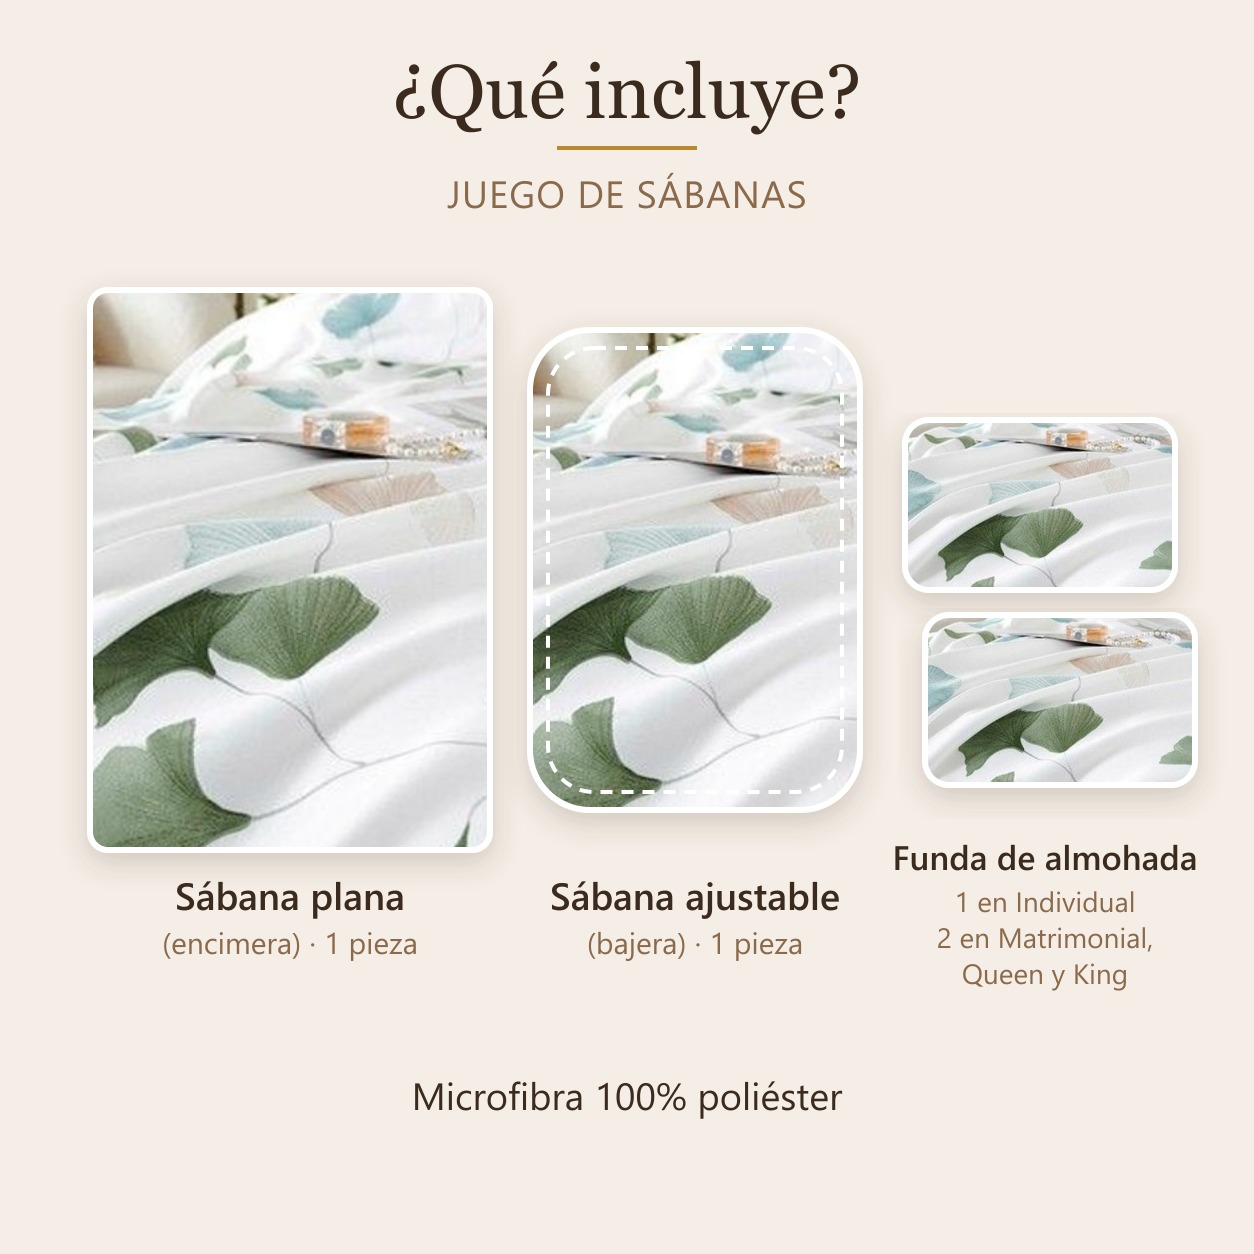 ¿Qué incluye?
JUEGO DE SÁBANAS
Sábana plana
(encimera) · 1 pieza
Sábana ajustable
(bajera) · 1 pieza
Funda de almohada
1 en Individual
2 en Matrimonial,
Queen y King
Microfibra 100% poliéster